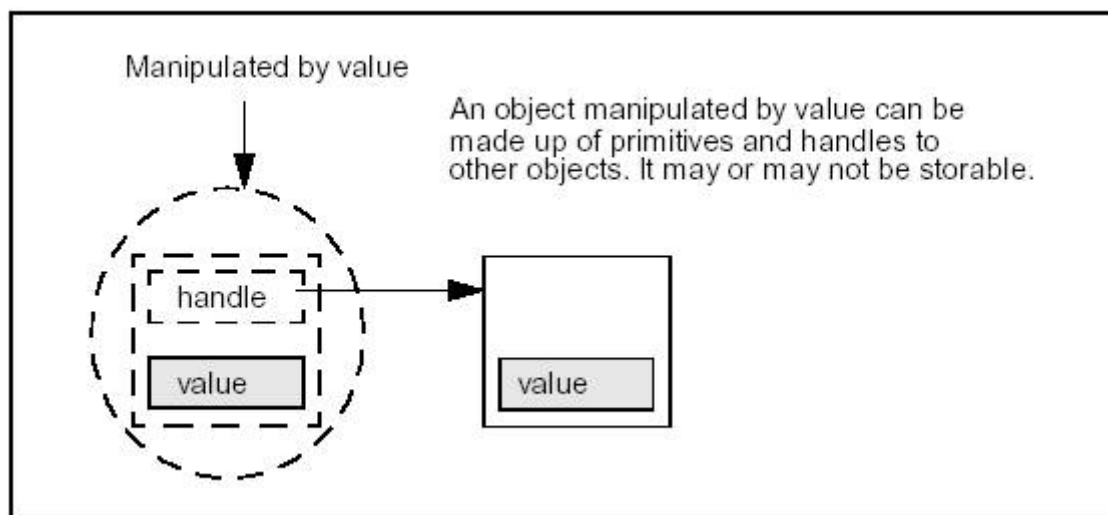 Manipulated by value
An object manipulated by value can be
made up of primitives and handles to
other objects. It may or may not be storable.
handle
value
value